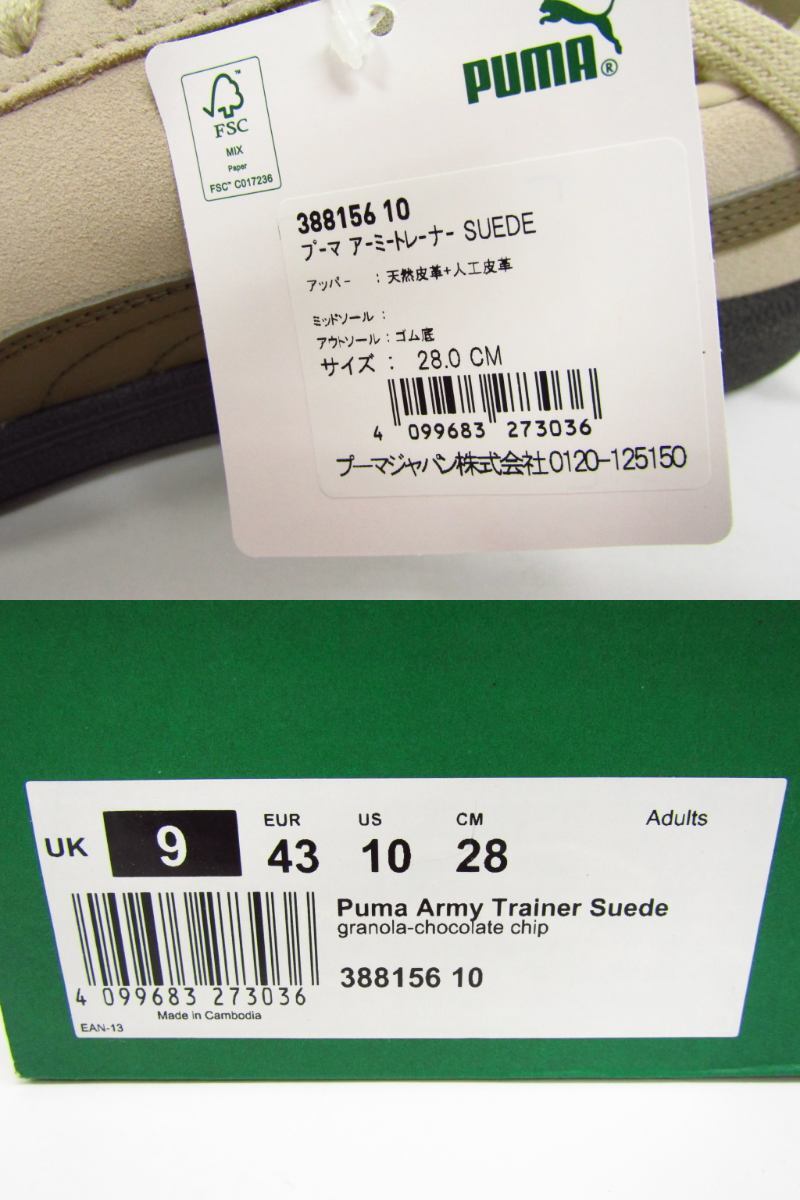 PUMA®
FSC™
MIX
Paper
FSC™ C017236
388156 10
プーマ アーミートレーナー SUEDE
アッパー : 天然皮革+人工皮革
ミッドソール :
アウトソール : ゴム底
サイズ : 28.0 CM
4 099683 273036
プーマジャパン株式会社0120-125150
UK 9 EUR 43 US 10 CM 28 Adults
Puma Army Trainer Suede
granola-chocolate chip
388156 10
4 099683 273036
Made in Cambodia
EAN-13